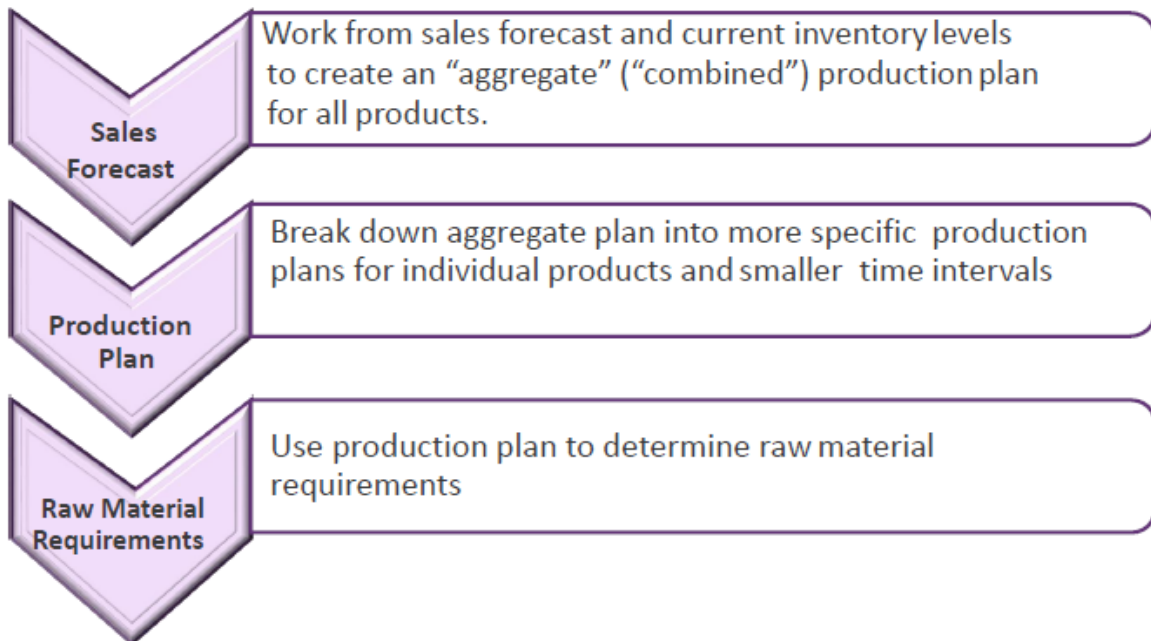 Sales
Forecast
Work from sales forecast and current inventory levels
to create an “aggregate” (“combined”) production plan
for all products.
Production
Plan
Break down aggregate plan into more specific production
plans for individual products and smaller time intervals
Raw Material
Requirements
Use production plan to determine raw material
requirements